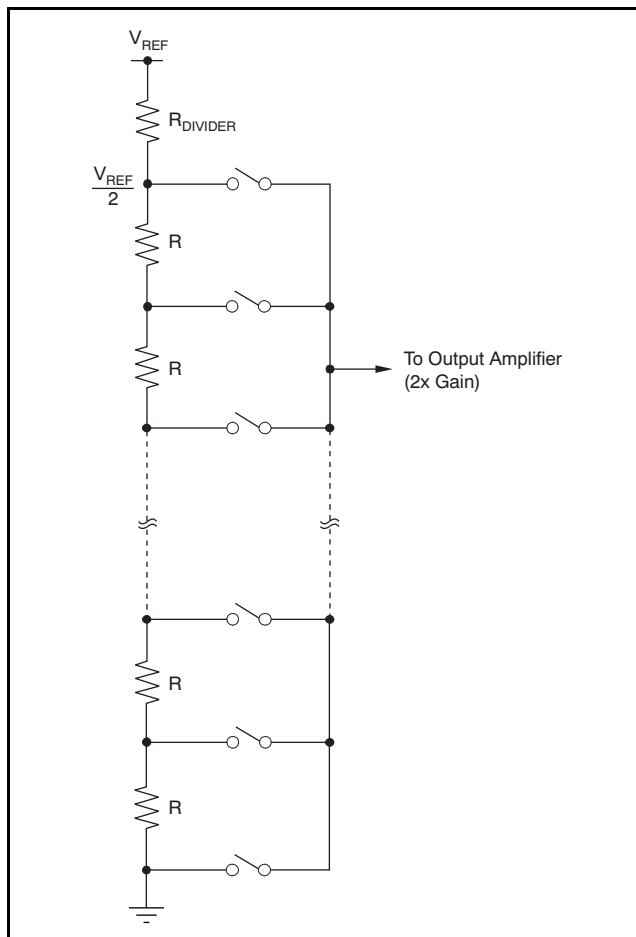 VREF
RDIVIDER
VREF
2
R
R
To Output Amplifier
(2x Gain)
R
R